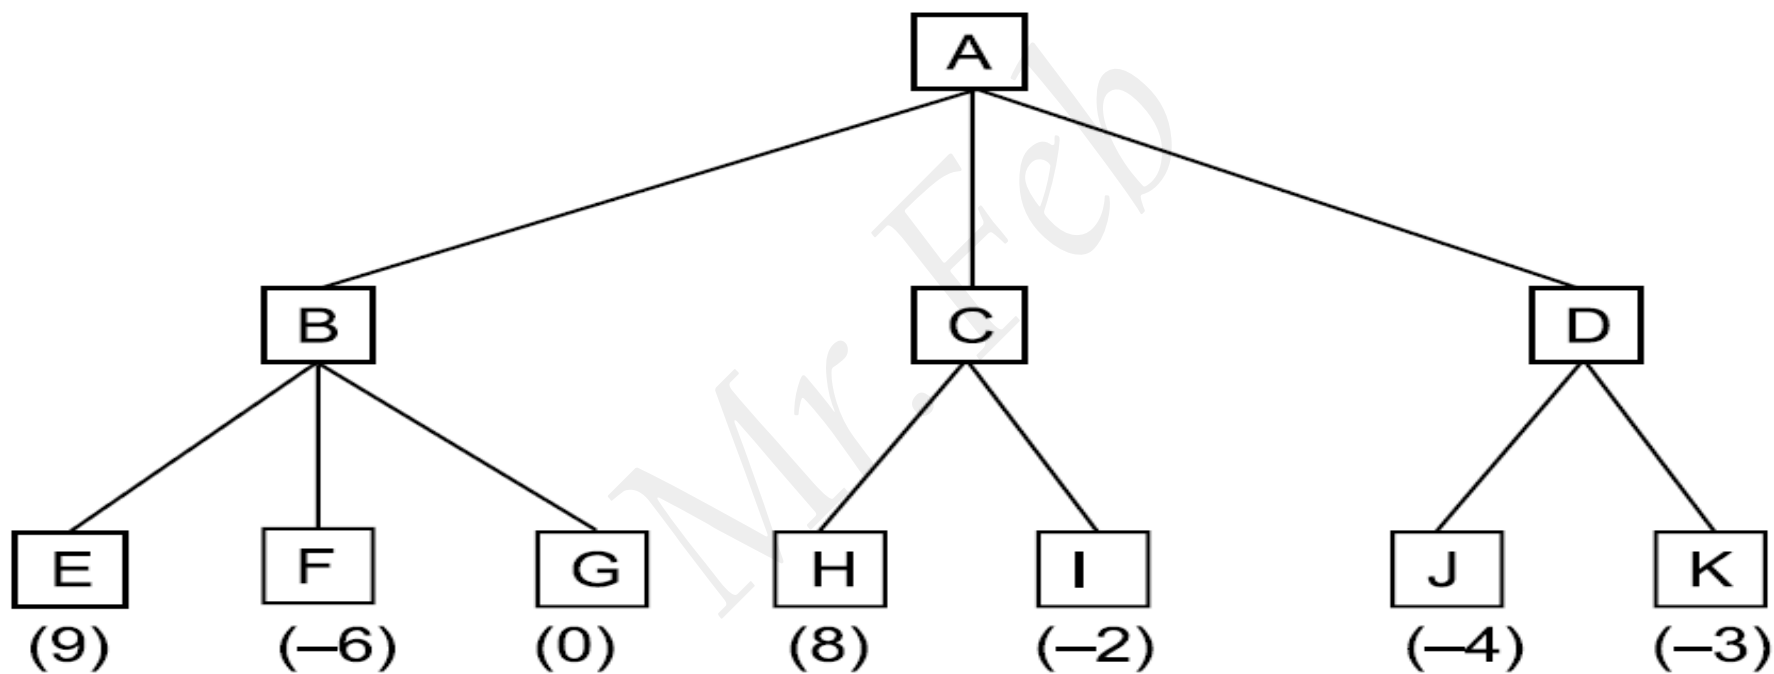 A
B C D
E F G H I J K
(9) (–6) (0) (8) (–2) (–4) (–3)
Mr. Feb